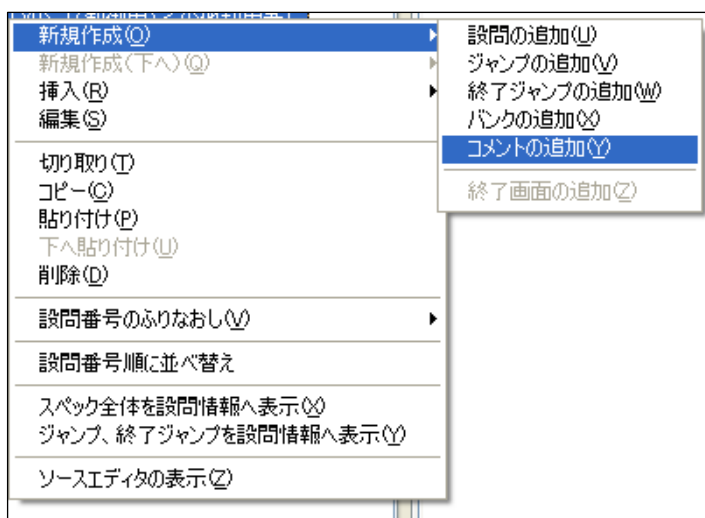 新規作成(O)
新規作成(下へ)(Q)
挿入(R)
編集(S)
切り取り(T)
コピー(C)
貼り付け(P)
下へ貼り付け(U)
削除(D)
設問番号のふりなおし(V)
設問番号順に並べ替え
スペック全体を設問情報へ表示(X)
ジャンプ、終了ジャンプを設問情報へ表示(Y)
ソースエディタの表示(Z)
設問の追加(U)
ジャンプの追加(V)
終了ジャンプの追加(W)
バンクの追加(X)
コメントの追加(Y)
終了画面の追加(Z)